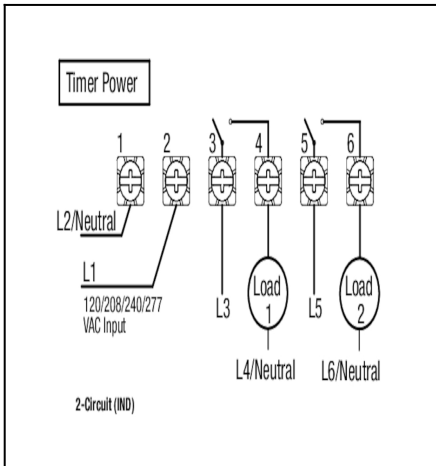 Timer Power
1 2 3 4 5 6
L2/Neutral
L1
120/208/240/277
VAC Input
L3
Load
1
L5
Load
2
L4/Neutral
L6/Neutral
2-Circuit (IND)